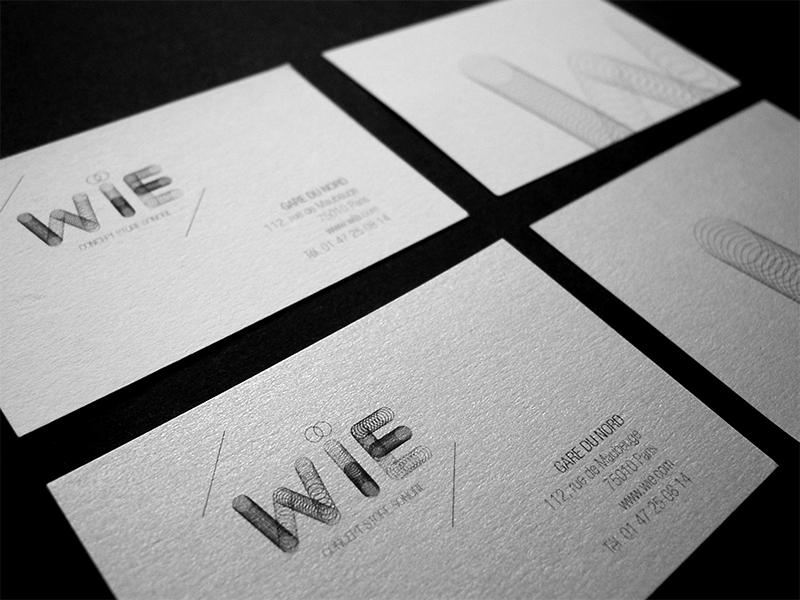 WiE
CONCEPT STORE SONORE
GARE DU NORD
112, rue de Maubeuge
75010 Paris
www.wie.com
Tél. 01 47 25 08 14
WiE
CONCEPT STORE SONORE
GARE DU NORD
112, rue de Maubeuge
75010 Paris
www.wie.com
Tél. 01 47 25 08 14